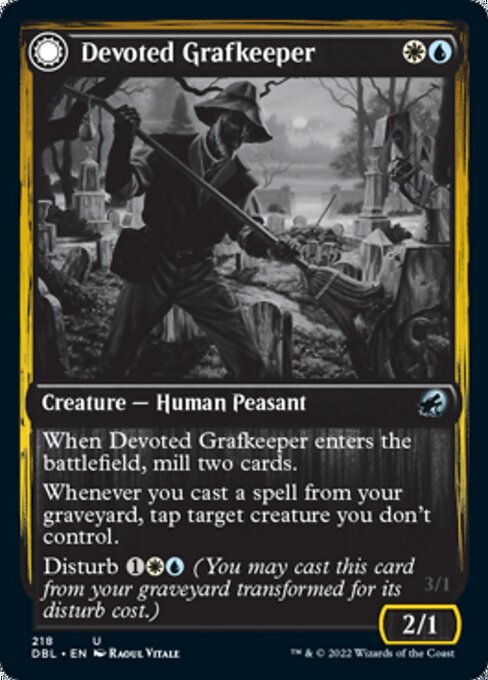 Devoted Grafkeeper
Creature — Human Peasant
When Devoted Grafkeeper enters the
battlefield, mill two cards.
Whenever you cast a spell from your
graveyard, tap target creature you don't
control.
Disturb 1 (You may cast this card
from your graveyard transformed for its
disturb cost.)
3/1
2/1
218 U
DBL • EN Raoul Vitale
™ & © 2022 Wizards of the Coast